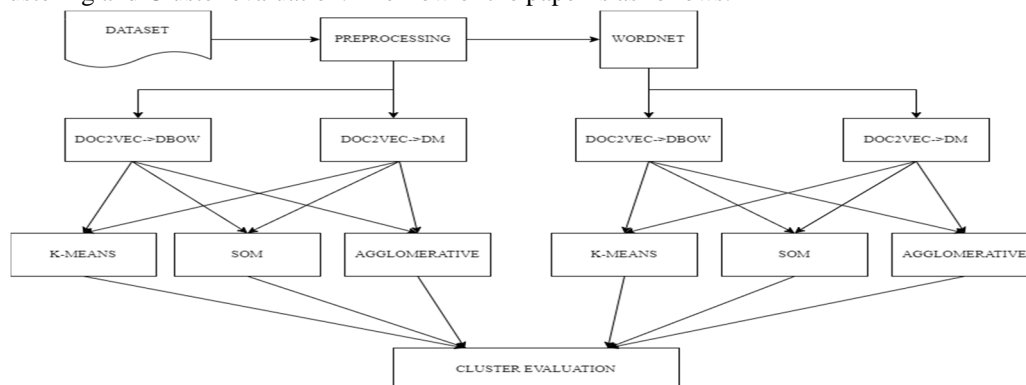 DATASET
PREPROCESSING
WORDNET
DOC2VEC->DBOW
DOC2VEC->DM
DOC2VEC->DBOW
DOC2VEC->DM
K-MEANS
SOM
AGGLOMERATIVE
K-MEANS
SOM
AGGLOMERATIVE
CLUSTER EVALUATION